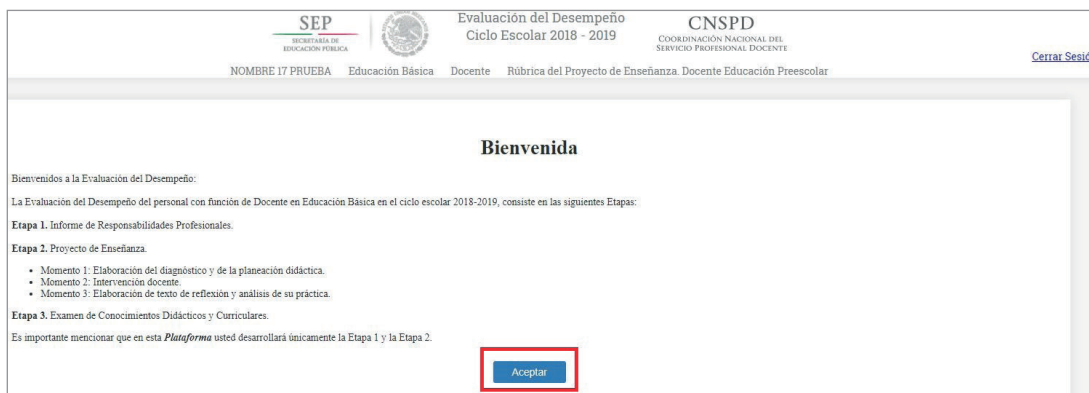 SEP
SECRETARÍA DE
EDUCACIÓN PÚBLICA
Evaluación del Desempeño
Ciclo Escolar 2018 - 2019
CNSPD
COORDINACIÓN NACIONAL DEL
SERVICIO PROFESIONAL DOCENTE
Cerrar Sesió
NOMBRE 17 PRUEBA Educación Básica Docente Rúbrica del Proyecto de Enseñanza. Docente Educación Preescolar
Bienvenida
Bienvenidos a la Evaluación del Desempeño:
La Evaluación del Desempeño del personal con función de Docente en Educación Básica en el ciclo escolar 2018-2019, consiste en las siguientes Etapas:
Etapa 1. Informe de Responsabilidades Profesionales.
Etapa 2. Proyecto de Enseñanza.
• Momento 1: Elaboración del diagnóstico y de la planeación didáctica.
• Momento 2: Intervención docente.
• Momento 3: Elaboración de texto de reflexión y análisis de su práctica.
Etapa 3. Examen de Conocimientos Didácticos y Curriculares.
Es importante mencionar que en esta Plataforma usted desarrollará únicamente la Etapa 1 y la Etapa 2.
Aceptar